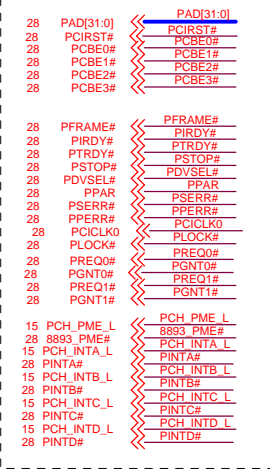 28 PAD[31:0] PAD[31:0]
28 PCIRST# PCIRST#
28 PCBE0# PCBE0#
28 PCBE1# PCBE1#
28 PCBE2# PCBE2#
28 PCBE3# PCBE3#
28 PFRAME# PFRAME#
28 PIRDY# PIRDY#
28 PTRDY# PTRDY#
28 PSTOP# PSTOP#
28 PDVSEL# PDVSEL#
28 PPAR PPAR
28 PSERR# PSERR#
28 PPERR# PPERR#
28 PCICLK0 PCICLK0
28 PLOCK# PLOCK#
28 PREQ0# PREQ0#
28 PGNT0# PGNT0#
28 PREQ1# PREQ1#
28 PGNT1# PGNT1#
15 PCH_PME_L PCH_PME_L
28 8893_PME# 8893_PME#
15 PCH_INTA_L PCH_INTA_L
28 PINTA# PINTA#
15 PCH_INTB_L PCH_INTB_L
28 PINTB# PINTB#
15 PCH_INTC_L PCH_INTC_L
28 PINTC# PINTC#
15 PCH_INTD_L PCH_INTD_L
28 PINTD# PINTD#